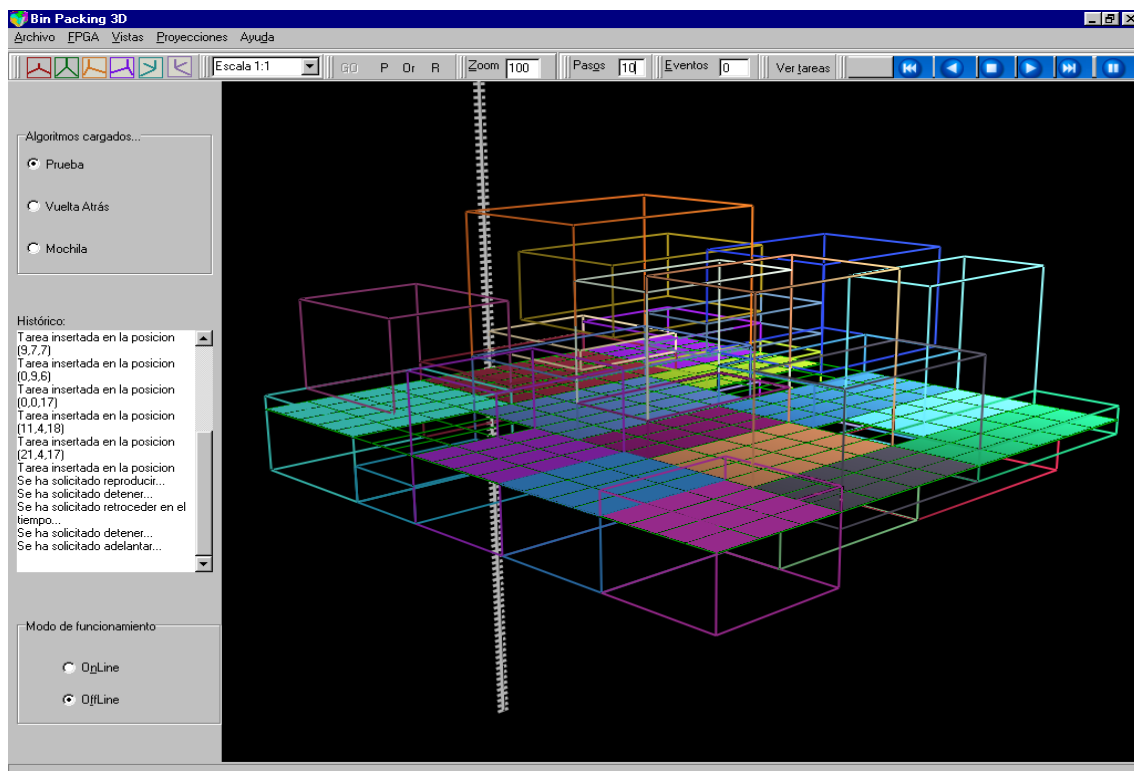 Bin Packing 3D
Archivo FPGA Vistas Proyecciones Ayuda
Escala 1:1 GO P Or R Zoom 100 Pasos 10 Eventos 0 Ver tareas
Algoritmos cargados...
Prueba
Vuelta Atrás
Mochila
Histórico:
Tarea insertada en la posicion
(9,7,7)
Tarea insertada en la posicion
(0,9,6)
Tarea insertada en la posicion
(0,0,17)
Tarea insertada en la posicion
(11,4,18)
Tarea insertada en la posicion
(21,4,17)
Tarea insertada en la posicion
Se ha solicitado reproducir...
Se ha solicitado detener...
Se ha solicitado retroceder en el
tiempo...
Se ha solicitado detener...
Se ha solicitado adelantar...
Modo de funcionamiento
OnLine
OffLine